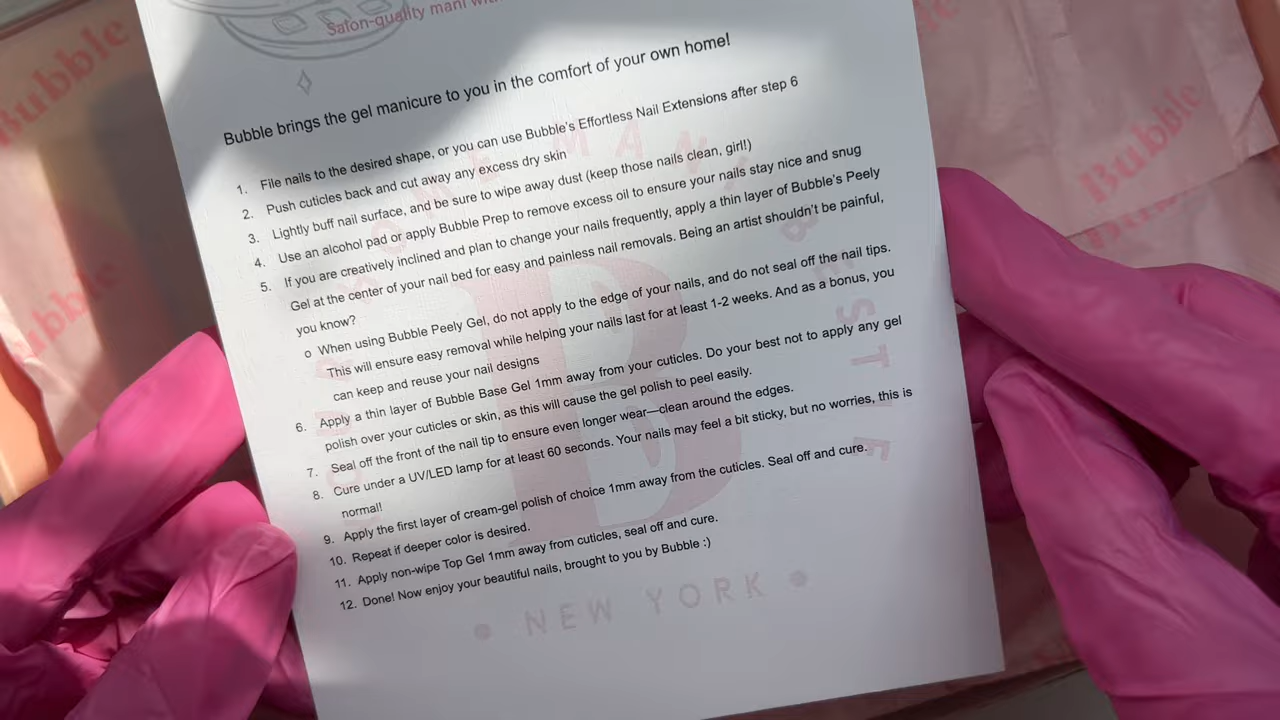 Bubble
Salon-quality mani
Bubble brings the gel manicure to you in the comfort of your own home!
1. File nails to the desired shape, or you can use Bubble's Effortless Nail Extensions after step 6
2. Push cuticles back and cut away any excess dry skin
3. Lightly buff nail surface, and be sure to wipe away dust (keep those nails clean, girl!)
4. Use an alcohol pad or apply Bubble Prep to remove excess oil to ensure your nails stay nice and snug
5. If you are creatively inclined and plan to change your nails frequently, apply a thin layer of Bubble's Peely
Gel at the center of your nail bed for easy and painless nail removals. Being an artist shouldn't be painful,
you know?
o When using Bubble Peely Gel, do not apply to the edge of your nails, and do not seal off the nail tips.
This will ensure easy removal while helping your nails last for at least 1-2 weeks. And as a bonus, you
can keep and reuse your nail designs
6. Apply a thin layer of Bubble Base Gel 1mm away from your cuticles. Do your best not to apply any gel
polish over your cuticles or skin, as this will cause the gel polish to peel easily.
7. Seal off the front of the nail tip to ensure even longer wear—clean around the edges.
8. Cure under a UV/LED lamp for at least 60 seconds. Your nails may feel a bit sticky, but no worries, this is
normal!
9. Apply the first layer of cream-gel polish of choice 1mm away from the cuticles. Seal off and cure.
10. Repeat if deeper color is desired.
11. Apply non-wipe Top Gel 1mm away from cuticles, seal off and cure.
12. Done! Now enjoy your beautiful nails, brought to you by Bubble :)
B
BESTIE
• NEW YORK •
Bubble
Bubble